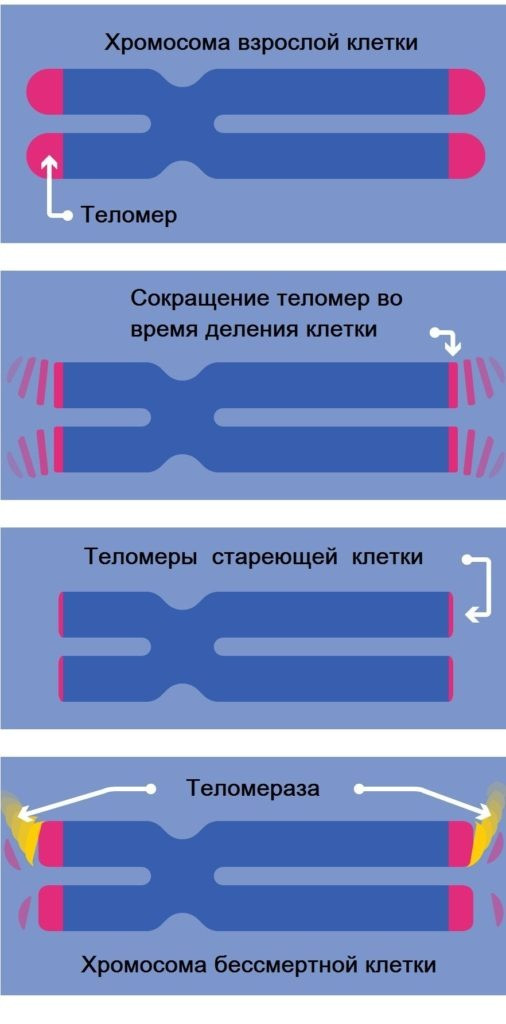 Хромосома взрослой клетки
Теломер
Сокращение теломер во
время деления клетки
Теломеры стареющей клетки
Теломераза
Хромосома бессмертной клетки